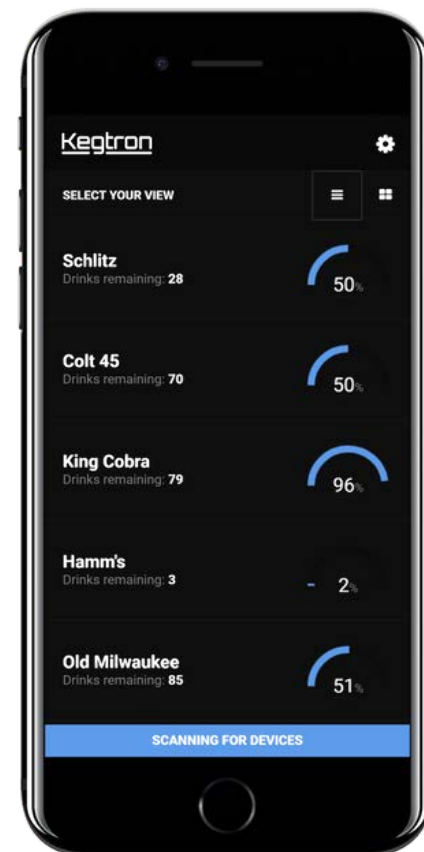 Kegtron
SELECT YOUR VIEW
Schlitz
Drinks remaining: 28
50%
Colt 45
Drinks remaining: 70
50%
King Cobra
Drinks remaining: 79
96%
Hamm's
Drinks remaining: 3
2%
Old Milwaukee
Drinks remaining: 85
51%
SCANNING FOR DEVICES